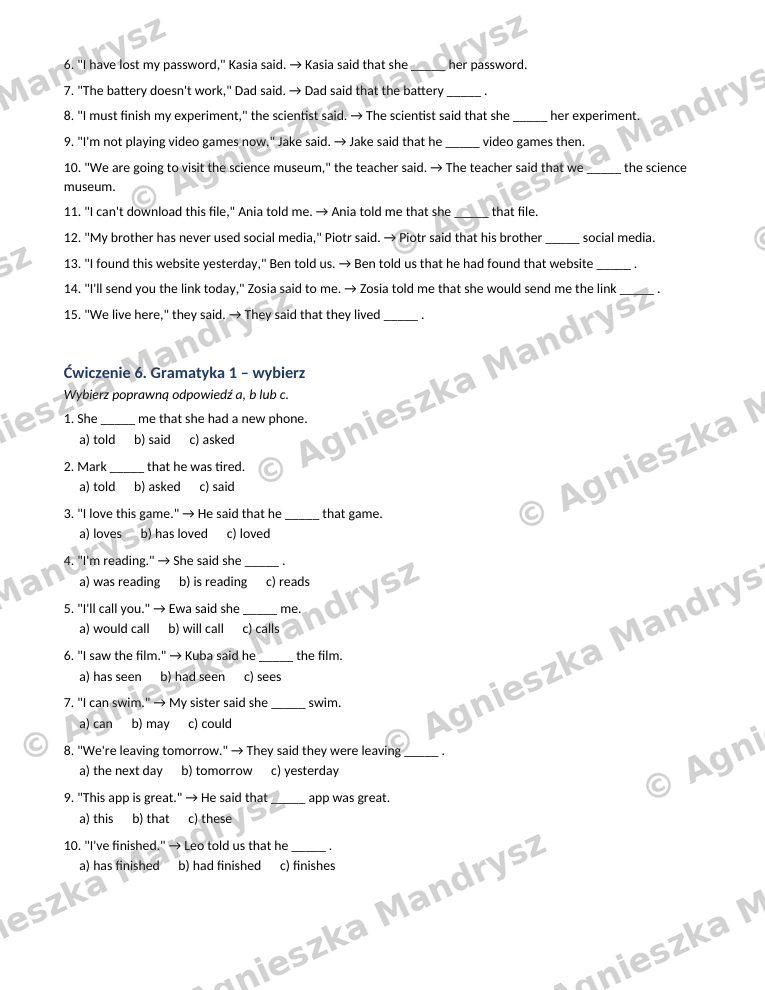 6. "I have lost my password," Kasia said. → Kasia said that she _____ her password.
7. "The battery doesn't work," Dad said. → Dad said that the battery _____ .
8. "I must finish my experiment," the scientist said. → The scientist said that she _____ her experiment.
9. "I'm not playing video games now," Jake said. → Jake said that he _____ video games then.
10. "We are going to visit the science museum," the teacher said. → The teacher said that we _____ the science
museum.
11. "I can't download this file," Ania told me. → Ania told me that she _____ that file.
12. "My brother has never used social media," Piotr said. → Piotr said that his brother _____ social media.
13. "I found this website yesterday," Ben told us. → Ben told us that he had found that website _____ .
14. "I'll send you the link today," Zosia said to me. → Zosia told me that she would send me the link _____ .
15. "We live here," they said. → They said that they lived _____ .
Ćwiczenie 6. Gramatyka 1 – wybierz
Wybierz poprawną odpowiedź a, b lub c.
1. She _____ me that she had a new phone.
a) told b) said c) asked
2. Mark _____ that he was tired.
a) told b) asked c) said
3. "I love this game." → He said that he _____ that game.
a) loves b) has loved c) loved
4. "I'm reading." → She said she _____ .
a) was reading b) is reading c) reads
5. "I'll call you." → Ewa said she _____ me.
a) would call b) will call c) calls
6. "I saw the film." → Kuba said he _____ the film.
a) has seen b) had seen c) sees
7. "I can swim." → My sister said she _____ swim.
a) can b) may c) could
8. "We're leaving tomorrow." → They said they were leaving _____ .
a) the next day b) tomorrow c) yesterday
9. "This app is great." → He said that _____ app was great.
a) this b) that c) these
10. "I've finished." → Leo told us that he _____ .
a) has finished b) had finished c) finishes
© Agnieszka Mandrysz